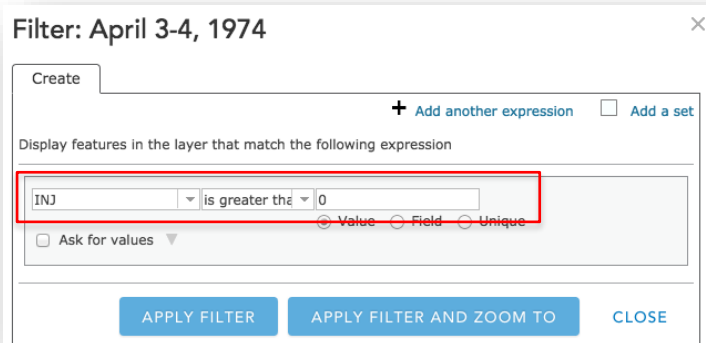 Filter: April 3-4, 1974
Create
+ Add another expression Add a set
Display features in the layer that match the following expression
INJ is greater tha 0
Value Field Unique
Ask for values
APPLY FILTER APPLY FILTER AND ZOOM TO CLOSE